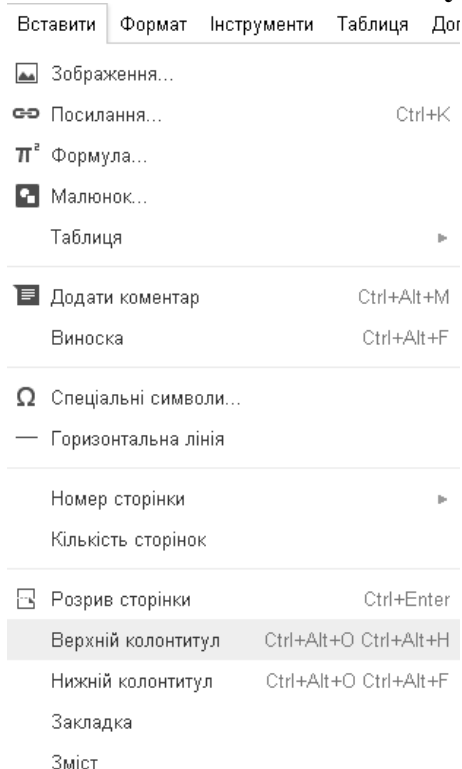 Вставити Формат Інструменти Таблиця
Зображення...
Посилання... Ctrl+K
π² Формула...
Малюнок...
Таблиця
Додати коментар Ctrl+Alt+M
Виноска Ctrl+Alt+F
Ω Спеціальні символи...
Горизонтальна лінія
Номер сторінки
Кількість сторінок
Розрив сторінки Ctrl+Enter
Верхній колонтитул Ctrl+Alt+O Ctrl+Alt+H
Нижній колонтитул Ctrl+Alt+O Ctrl+Alt+F
Закладка
Зміст